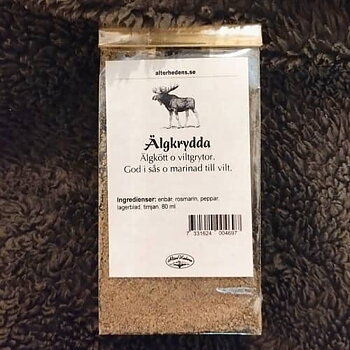 alterhedens.se
Älgkrydda
Älgkött o viltgrytor.
God i sås o marinad till vilt.
Ingredienser: enbär, rosmarin, peppar,
lagerblad, timjan. 80 ml.
7 331624 004697